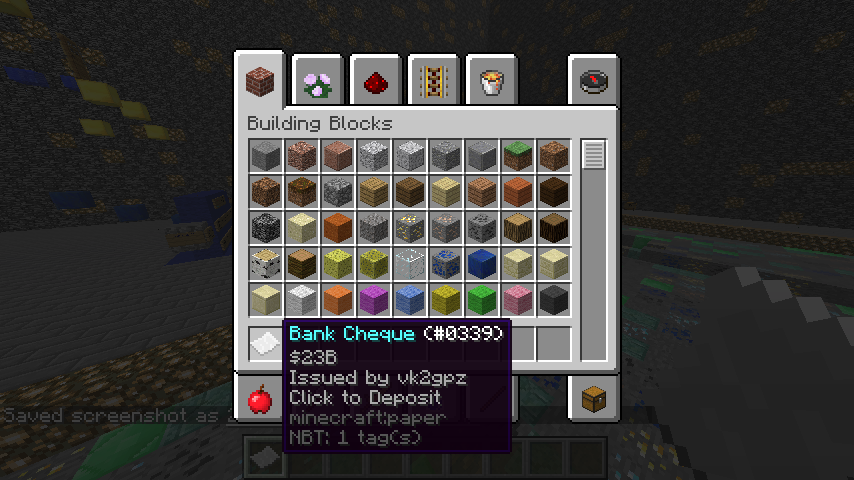 Building Blocks
Bank Cheque (#0339)
$23B
Issued by vk2gpz
Click to Deposit
minecraft:paper
NBT: 1 tag(s)
Saved screenshot as